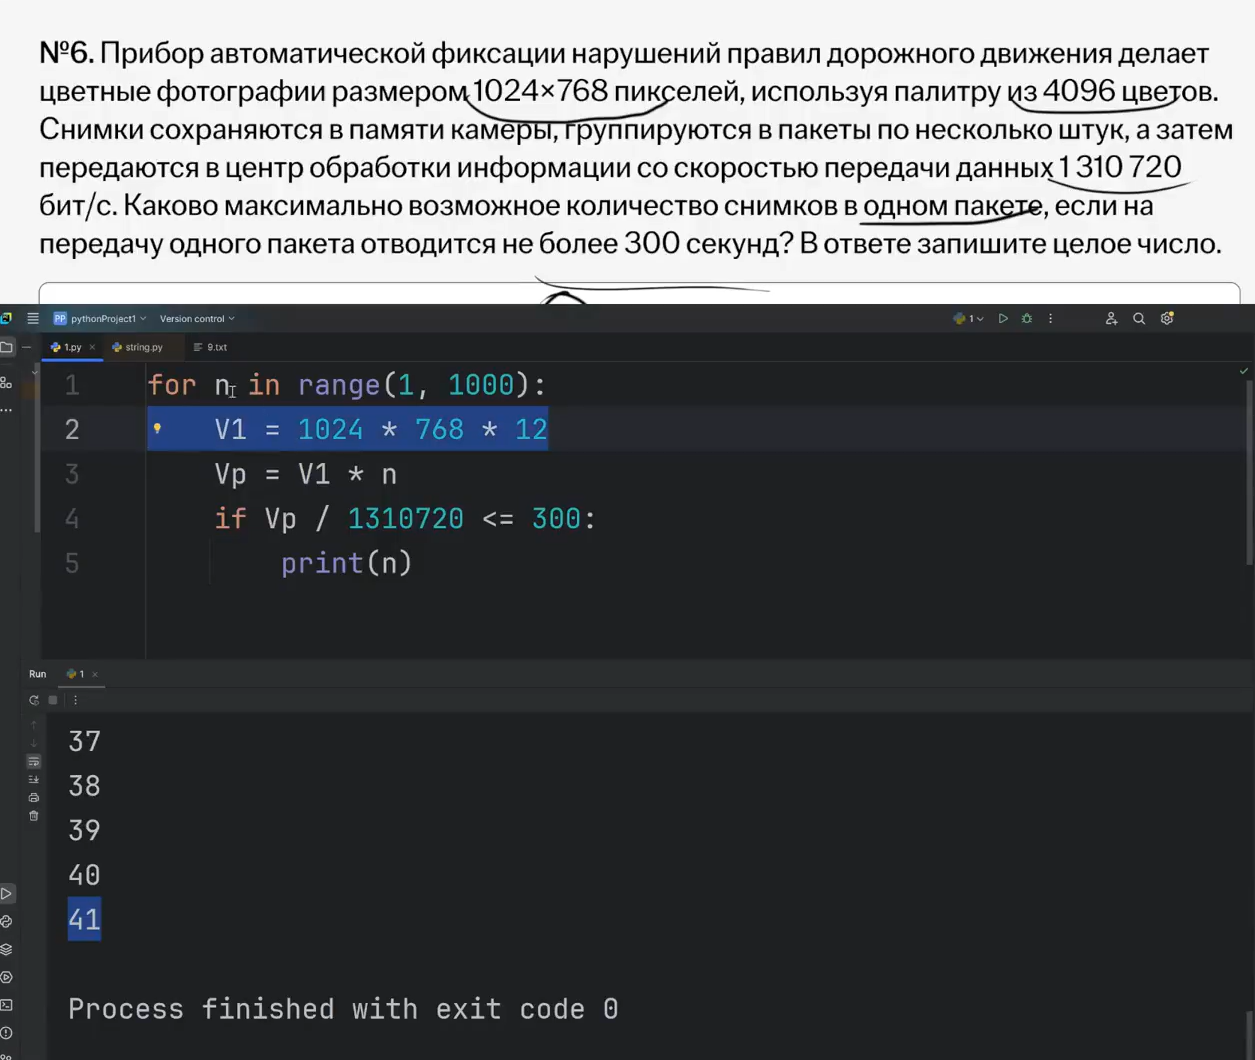 №6. Прибор автоматической фиксации нарушений правил дорожного движения делает
цветные фотографии размером 1024×768 пикселей, используя палитру из 4096 цветов.
Снимки сохраняются в памяти камеры, группируются в пакеты по несколько штук, а затем
передаются в центр обработки информации со скоростью передачи данных 1 310 720
бит/с. Каково максимально возможное количество снимков в одном пакете, если на
передачу одного пакета отводится не более 300 секунд? В ответе запишите целое число.
PP pythonProject1 Version control 1
1.py string.py 9.txt
1 for n in range(1, 1000):
2 V1 = 1024 * 768 * 12
3 Vp = V1 * n
4 if Vp / 1310720 <= 300:
5 print(n)
Run 1
37
38
39
40
41
Process finished with exit code 0